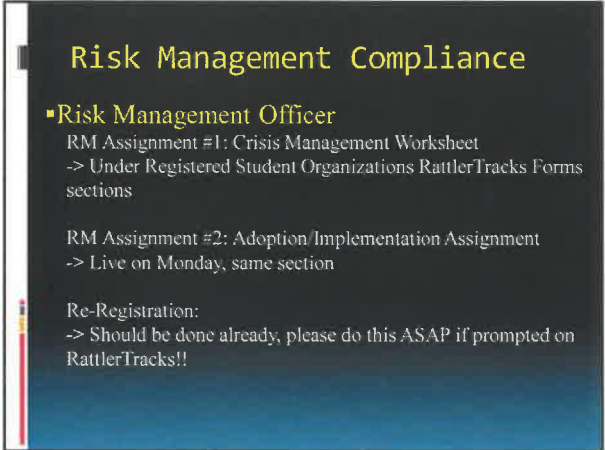 Risk Management Compliance
▪Risk Management Officer
RM Assignment #1: Crisis Management Worksheet
-> Under Registered Student Organizations RattlerTracks Forms
sections
RM Assignment #2: Adoption/Implementation Assignment
-> Live on Monday, same section
Re-Registration:
-> Should be done already, please do this ASAP if prompted on
RattlerTracks!!